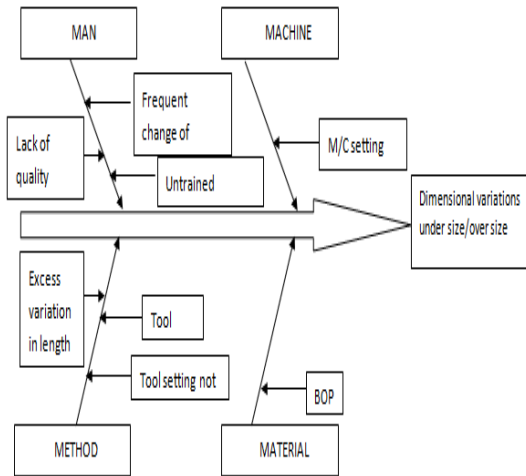 MAN
MACHINE
Frequent
change of
Lack of
quality
Untrained
M/C setting
Dimensional variations
under size/over size
Excess
variation
in length
Tool
Tool setting not
BOP
METHOD
MATERIAL